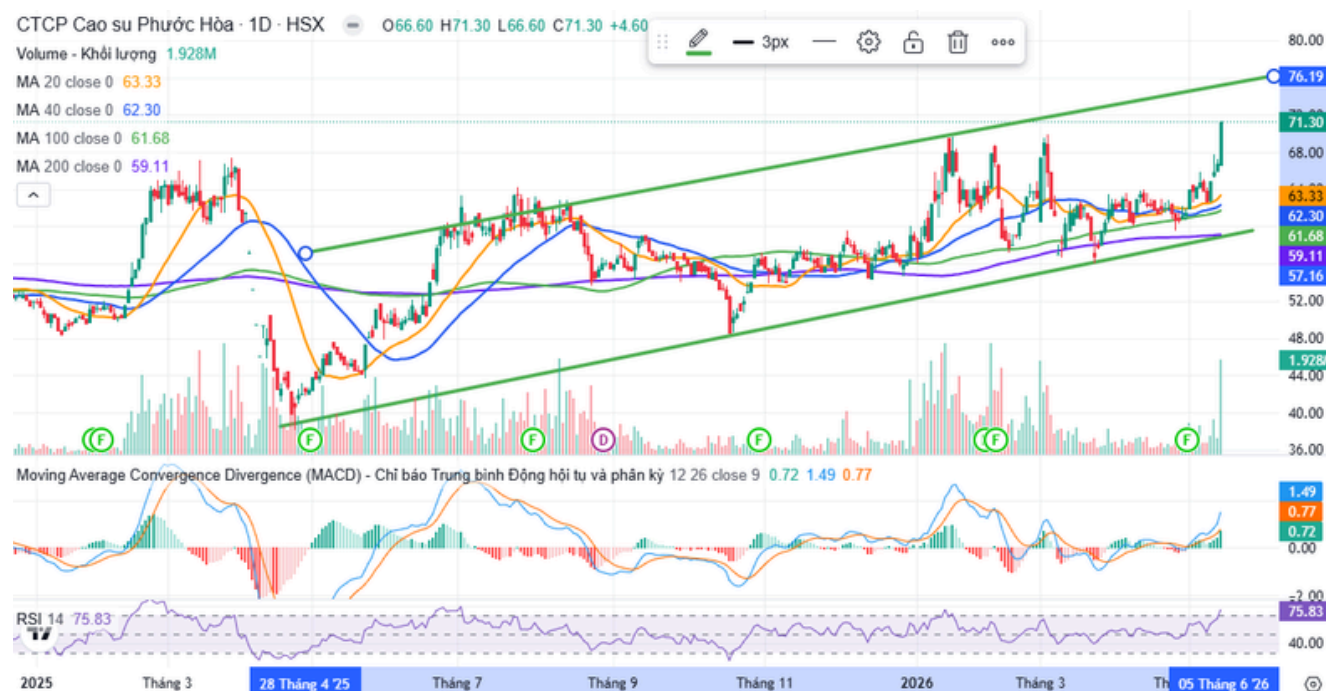 CTCP Cao su Phước Hòa · 1D · HSX O66.60 H71.30 L66.60 C71.30 +4.60
3px
Volume - Khối lượng 1.928M
MA 20 close 0 63.33
MA 40 close 0 62.30
MA 100 close 0 61.68
MA 200 close 0 59.11
80.00
76.19
71.30
68.00
63.33
62.30
61.68
59.11
57.16
52.00
48.00
1.928
44.00
40.00
36.00
F
F
F
D
F
F
F
Moving Average Convergence Divergence (MACD) - Chỉ báo Trung bình Động hội tụ và phân kỳ 12 26 close 9 0.72 1.49 0.77
1.49
0.77
0.72
0.00
-2.00
RSI 14 75.83
75.83
40.00
2025 Tháng 3 28 Tháng 4 '25 Tháng 7 Tháng 9 Tháng 11 2026 Tháng 3 Th 05 Tháng 6 '26